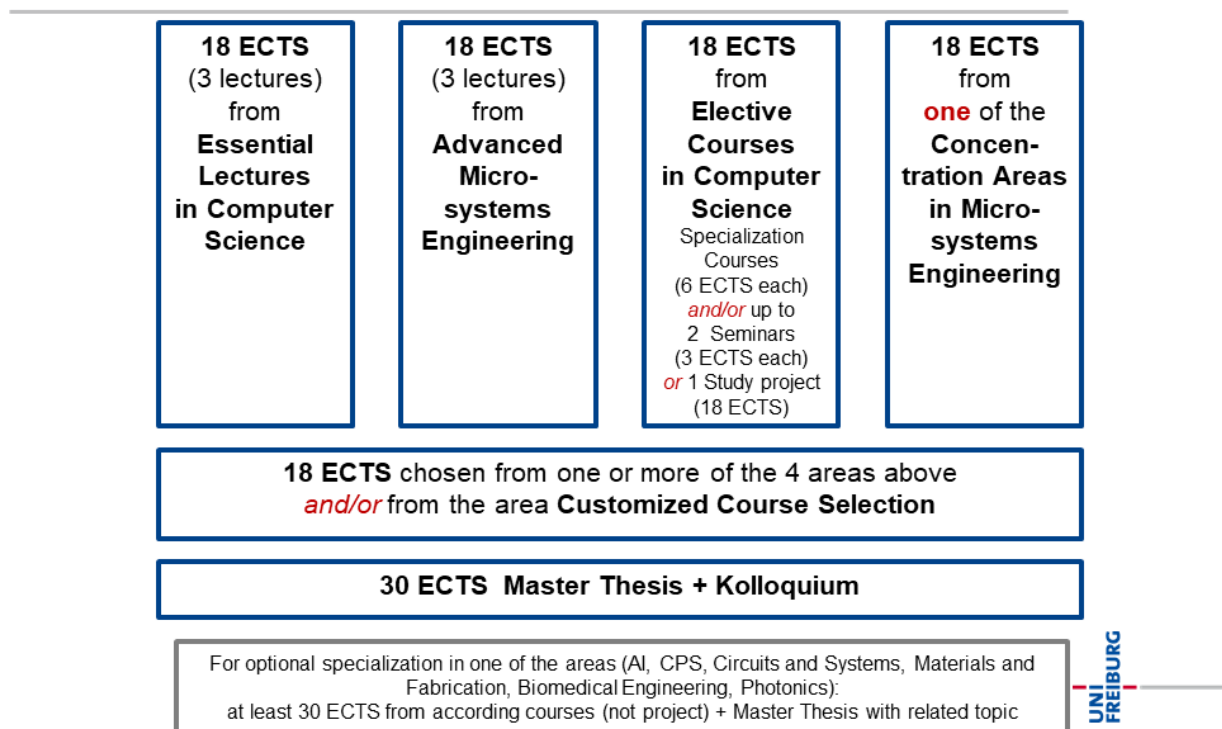 18 ECTS
(3 lectures)
from
Essential
Lectures
in Computer
Science
18 ECTS
(3 lectures)
from
Advanced
Micro-
systems
Engineering
18 ECTS
from
Elective
Courses
in Computer
Science
Specialization
Courses
(6 ECTS each)
and/or up to
2 Seminars
(3 ECTS each)
or 1 Study project
(18 ECTS)
18 ECTS
from
one of the
Concen-
tration Areas
in Micro-
systems
Engineering
18 ECTS chosen from one or more of the 4 areas above
and/or from the area Customized Course Selection
30 ECTS Master Thesis + Kolloquium
For optional specialization in one of the areas (AI, CPS, Circuits and Systems, Materials and
Fabrication, Biomedical Engineering, Photonics):
at least 30 ECTS from according courses (not project) + Master Thesis with related topic
UNI
FREIBURG